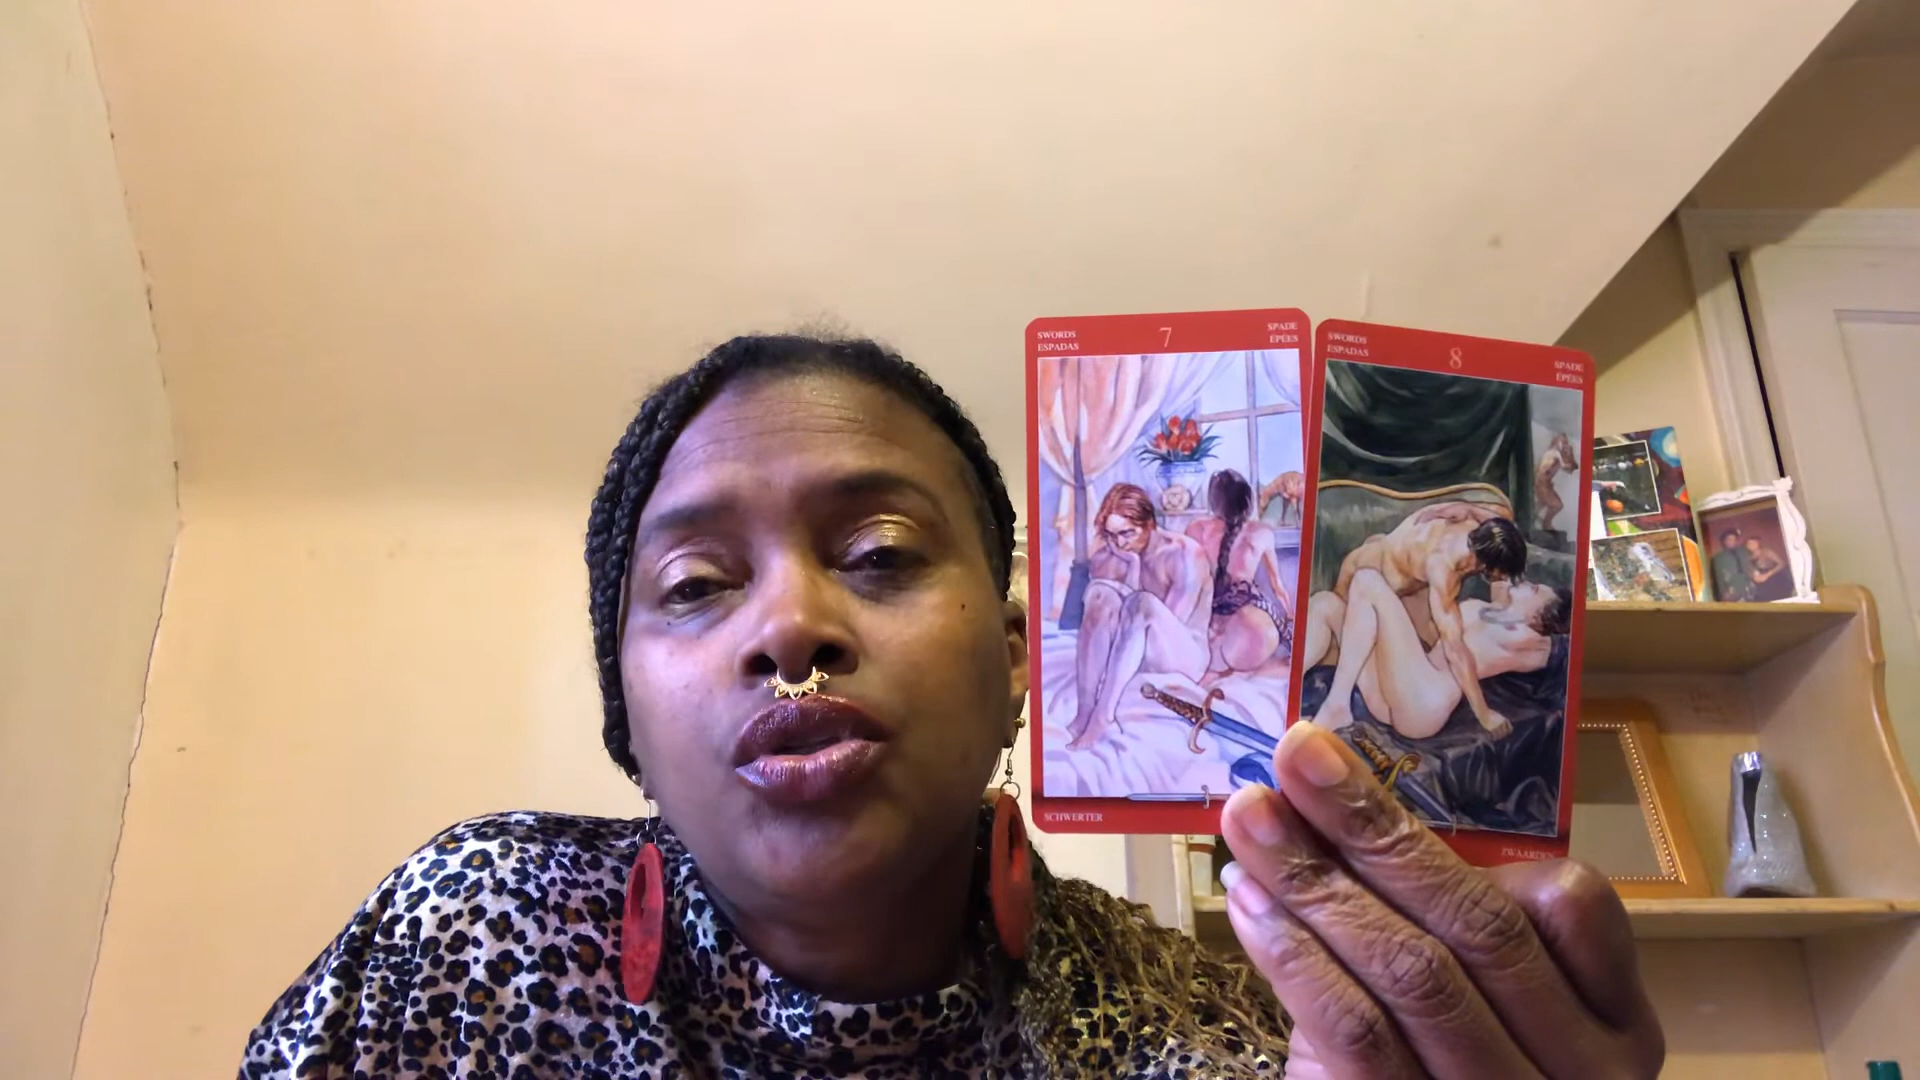 SWORDS
ESPADAS
7
SPADE
ÉPÉES
SCHWERTER
SWORDS
ESPADAS
8
SPADE
ÉPÉES
ZWAARDEN